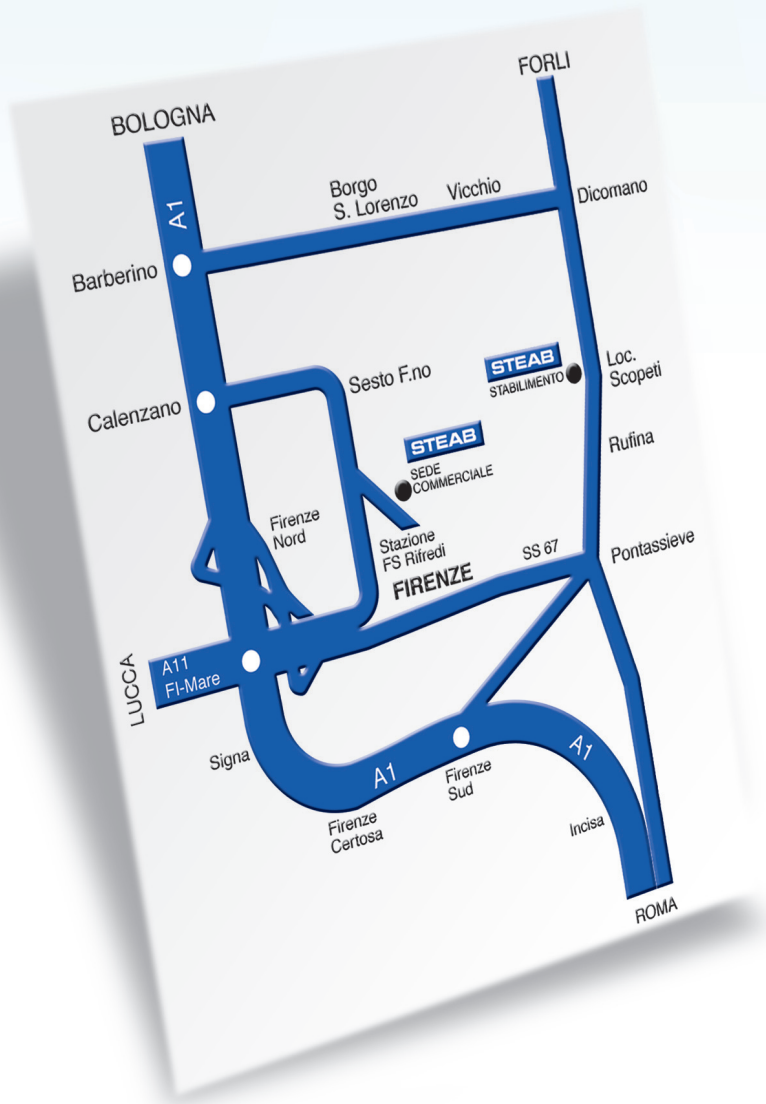 FORLI
BOLOGNA
A1
Borgo
S. Lorenzo
Vicchio
Dicomano
Barberino
Loc.
Scopeti
STEAB
STABILIMENTO
Sesto F.no
Calenzano
STEAB
SEDE
COMMERCIALE
Rufina
Firenze
Nord
Stazione
FS Rifredi
SS 67
Pontassieve
FIRENZE
LUCCA
A11
FI-Mare
Signa
A1
A1
Firenze
Sud
Firenze
Certosa
Incisa
ROMA